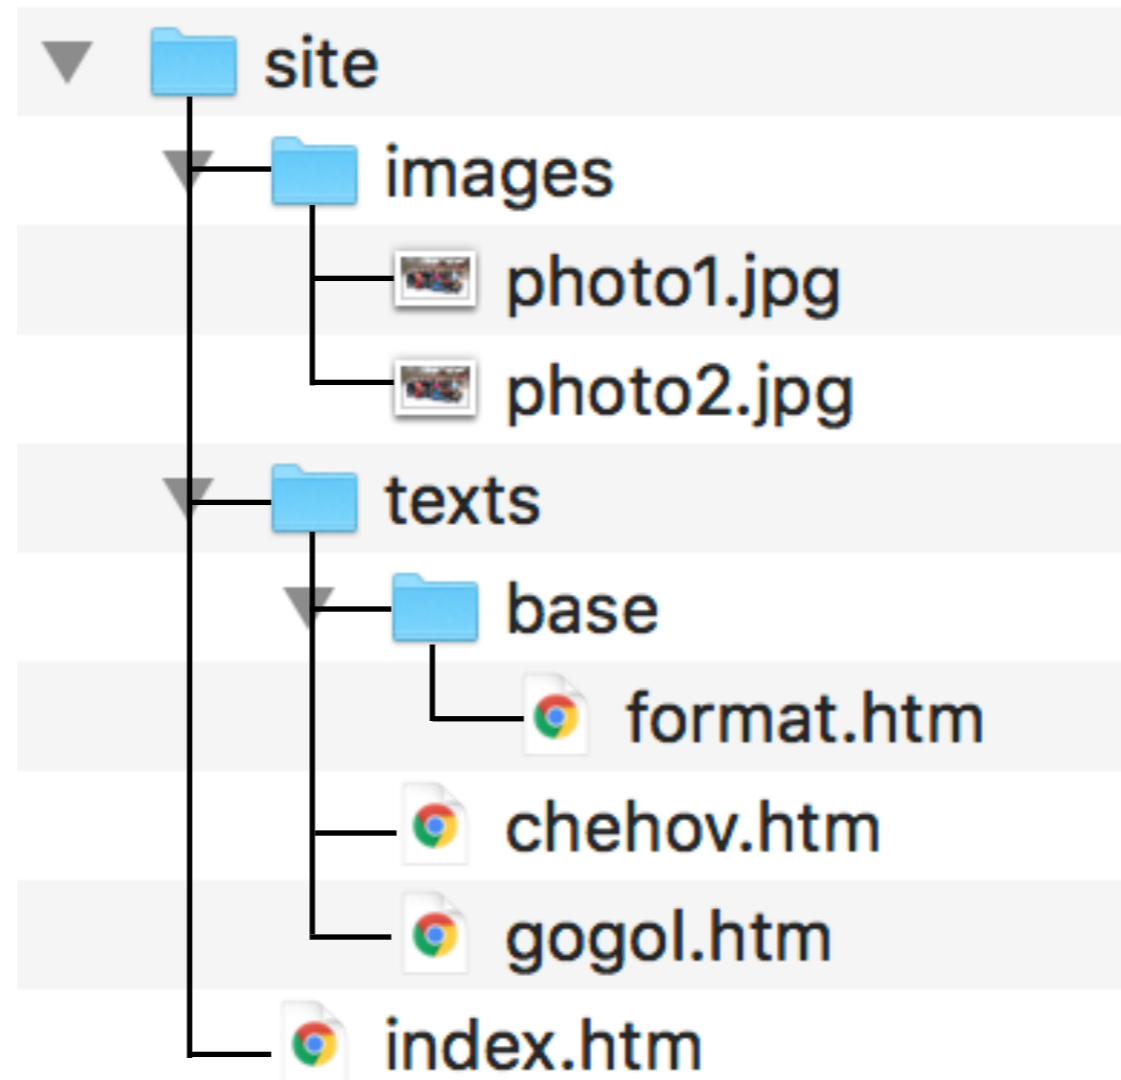 site
images
photo1.jpg
photo2.jpg
texts
base
format.htm
chehov.htm
gogol.htm
index.htm